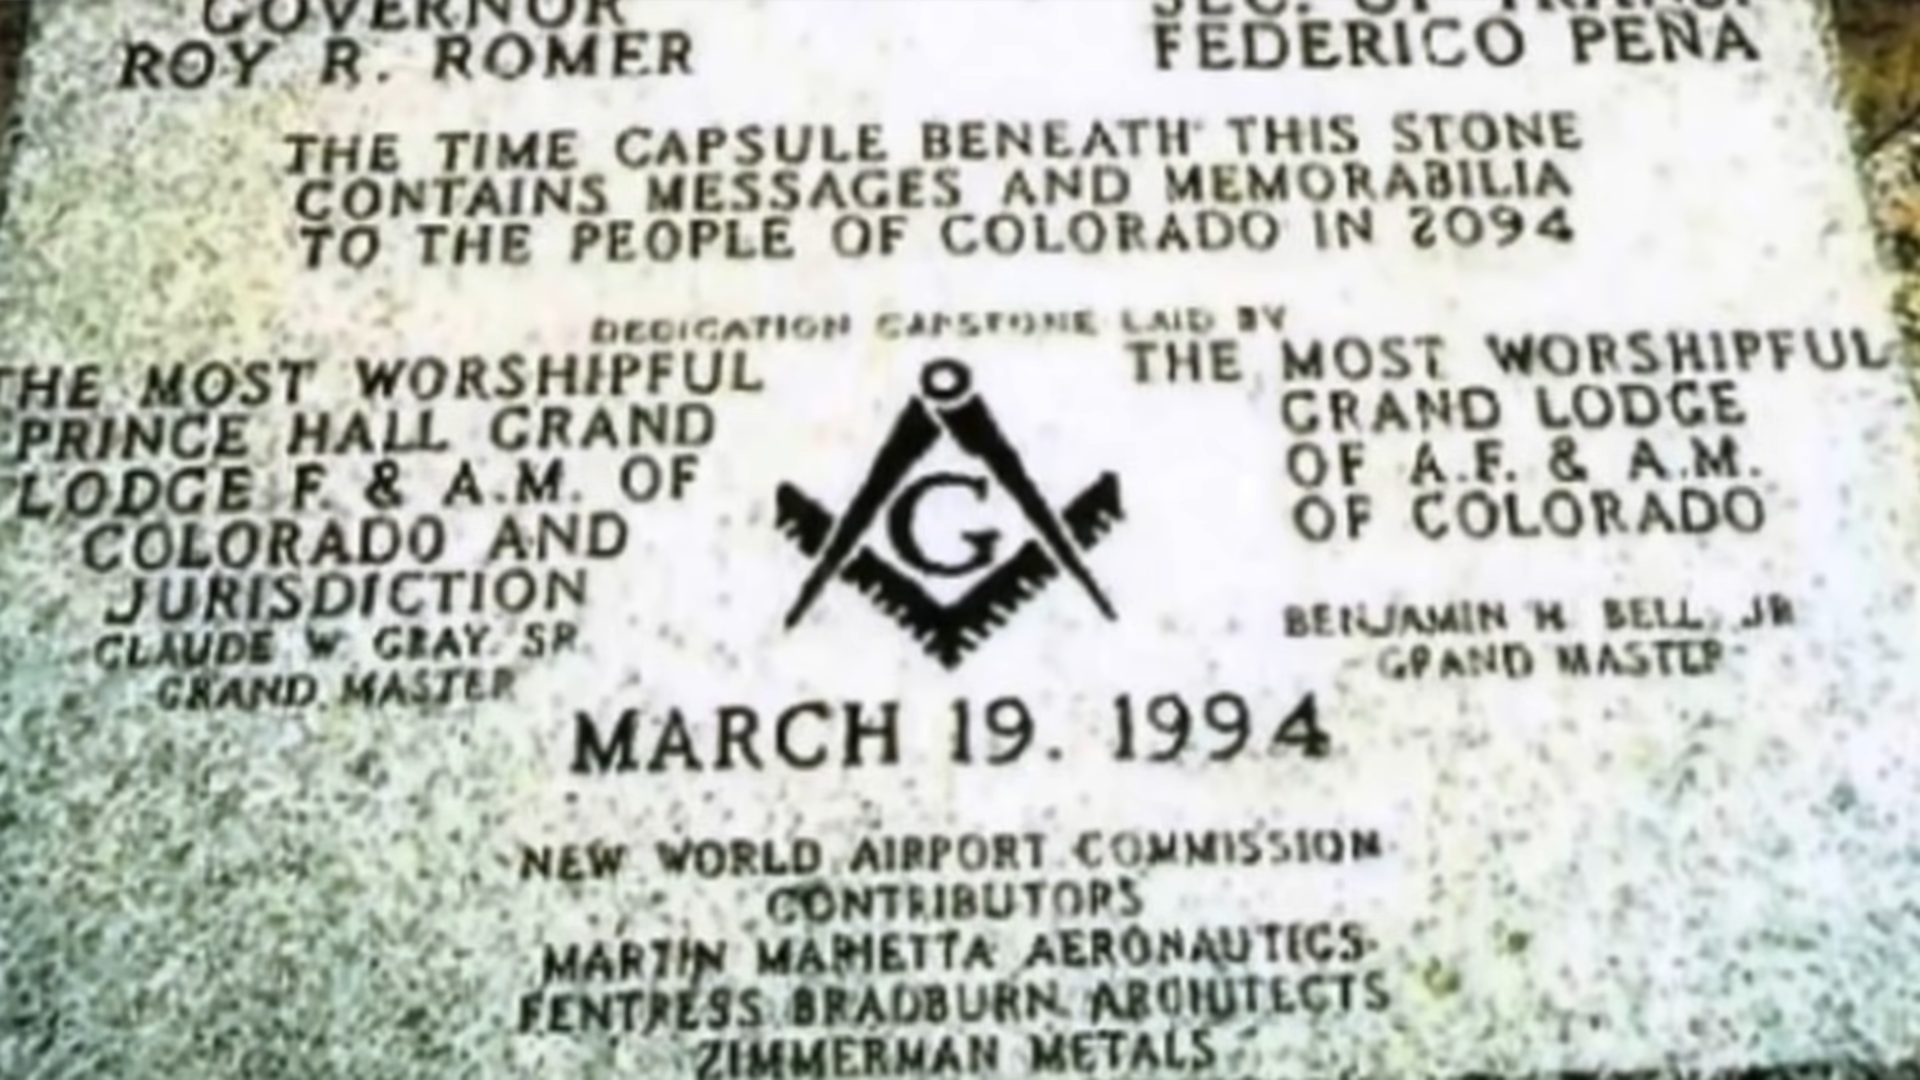 GOVERNOR
ROY R. ROMER
SEC. OF TRANS.
FEDERICO PEÑA
THE TIME CAPSULE BENEATH THIS STONE
CONTAINS MESSAGES AND MEMORABILIA
TO THE PEOPLE OF COLORADO IN 2094
DEDICATION CAPSTONE LAID BY
THE MOST WORSHIPFUL
PRINCE HALL GRAND
LODGE F. & A.M. OF
COLORADO AND
JURISDICTION
CLAUDE W. GRAY, SR.
GRAND MASTER
G
THE MOST WORSHIPFUL
GRAND LODGE
OF A.F. & A.M.
OF COLORADO
BENJAMIN H. BELL, JR
GRAND MASTER
MARCH 19, 1994
NEW WORLD AIRPORT COMMISSION
CONTRIBUTORS
MARTIN MARIETTA AERONAUTICS
FENTRESS BRADBURN ARCHITECTS
ZIMMERMAN METALS